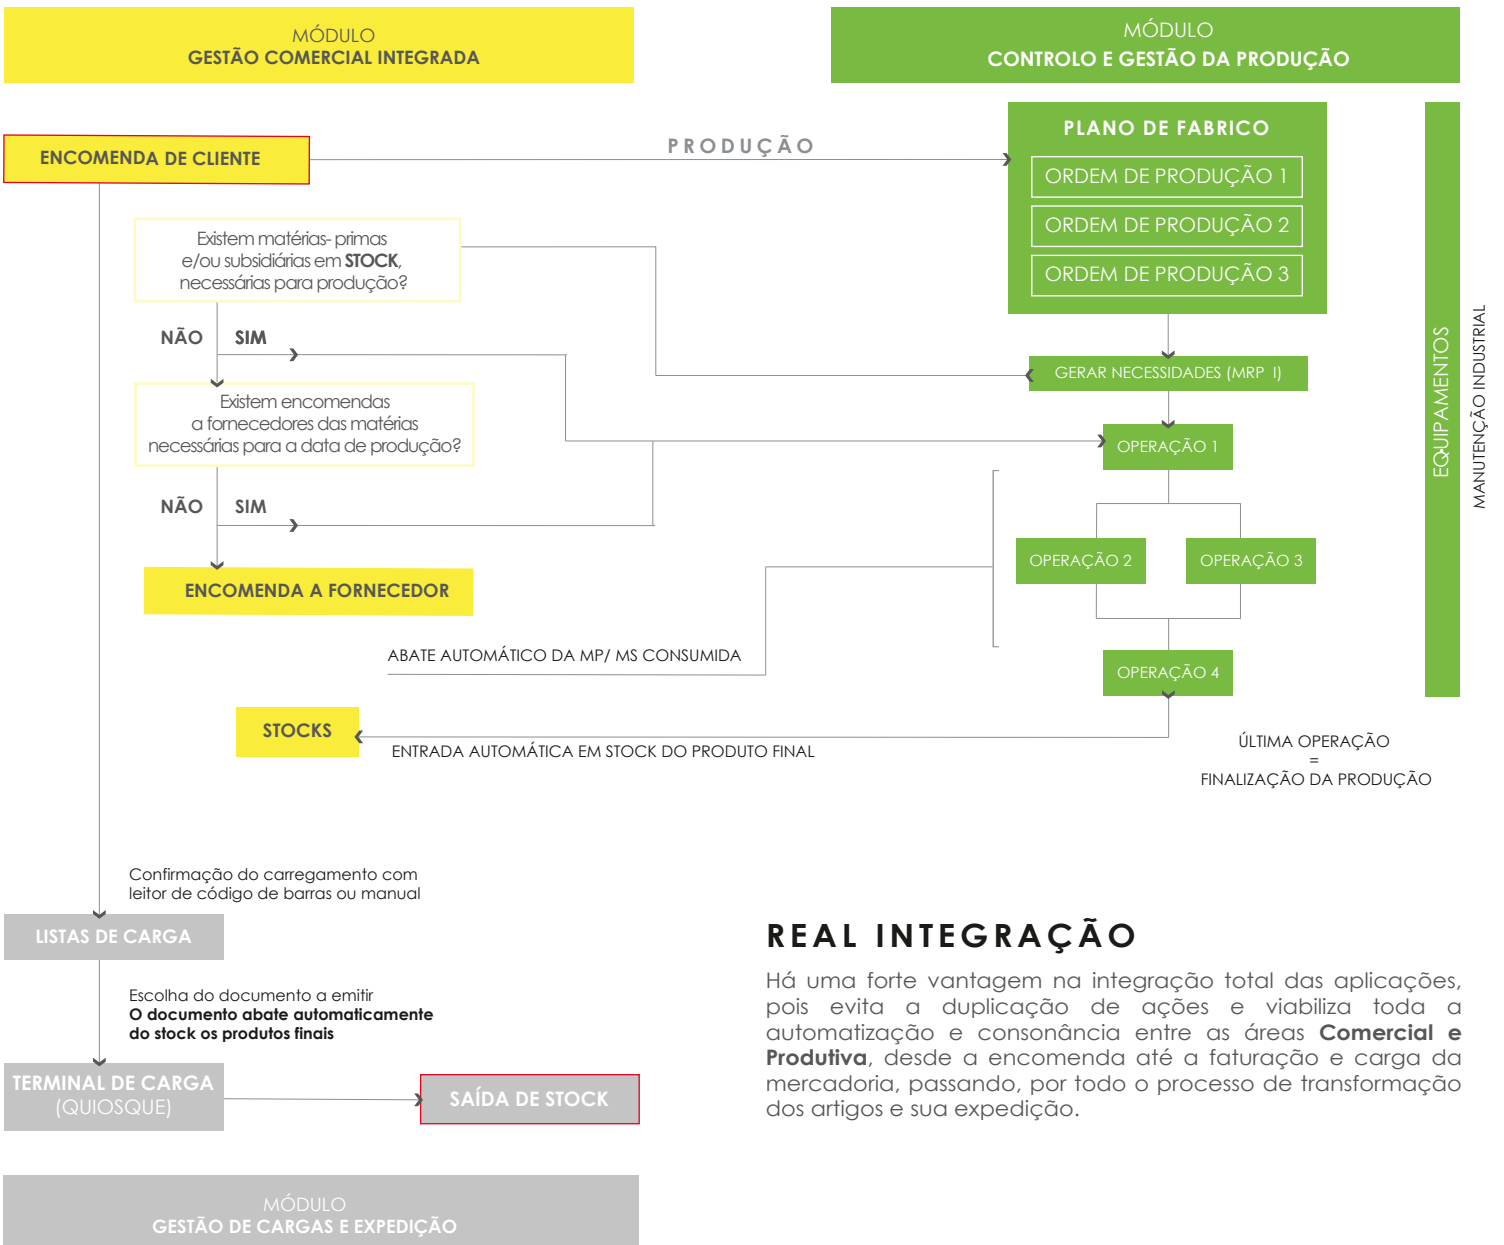 MÓDULO
GESTÃO COMERCIAL INTEGRADA
MÓDULO
CONTROLO E GESTÃO DA PRODUÇÃO
ENCOMENDA DE CLIENTE
PRODUÇÃO
PLANO DE FABRICO
ORDEM DE PRODUÇÃO 1
ORDEM DE PRODUÇÃO 2
ORDEM DE PRODUÇÃO 3
Existem matérias- primas
e/ou subsidiárias em STOCK,
necessárias para produção?
NÃO SIM
GERAR NECESSIDADES (MRP I)
Existem encomendas
a fornecedores das matérias
necessárias para a data de produção?
OPERAÇÃO 1
NÃO SIM
OPERAÇÃO 2
OPERAÇÃO 3
ENCOMENDA A FORNECEDOR
ABATE AUTOMÁTICO DA MP/ MS CONSUMIDA
OPERAÇÃO 4
EQUIPAMENTOS
MANUTENÇÃO INDUSTRIAL
STOCKS
ENTRADA AUTOMÁTICA EM STOCK DO PRODUTO FINAL
ÚLTIMA OPERAÇÃO
=
FINALIZAÇÃO DA PRODUÇÃO
Confirmação do carregamento com
leitor de código de barras ou manual
LISTAS DE CARGA
Escolha do documento a emitir
O documento abate automaticamente
do stock os produtos finais
TERMINAL DE CARGA
(QUIOSQUE)
SAÍDA DE STOCK
REAL INTEGRAÇÃO
Há uma forte vantagem na integração total das aplicações,
pois evita a duplicação de ações e viabiliza toda a
automatização e consonância entre as áreas Comercial e
Produtiva, desde a encomenda até a faturação e carga da
mercadoria, passando, por todo o processo de transformação
dos artigos e sua expedição.
MÓDULO
GESTÃO DE CARGAS E EXPEDIÇÃO